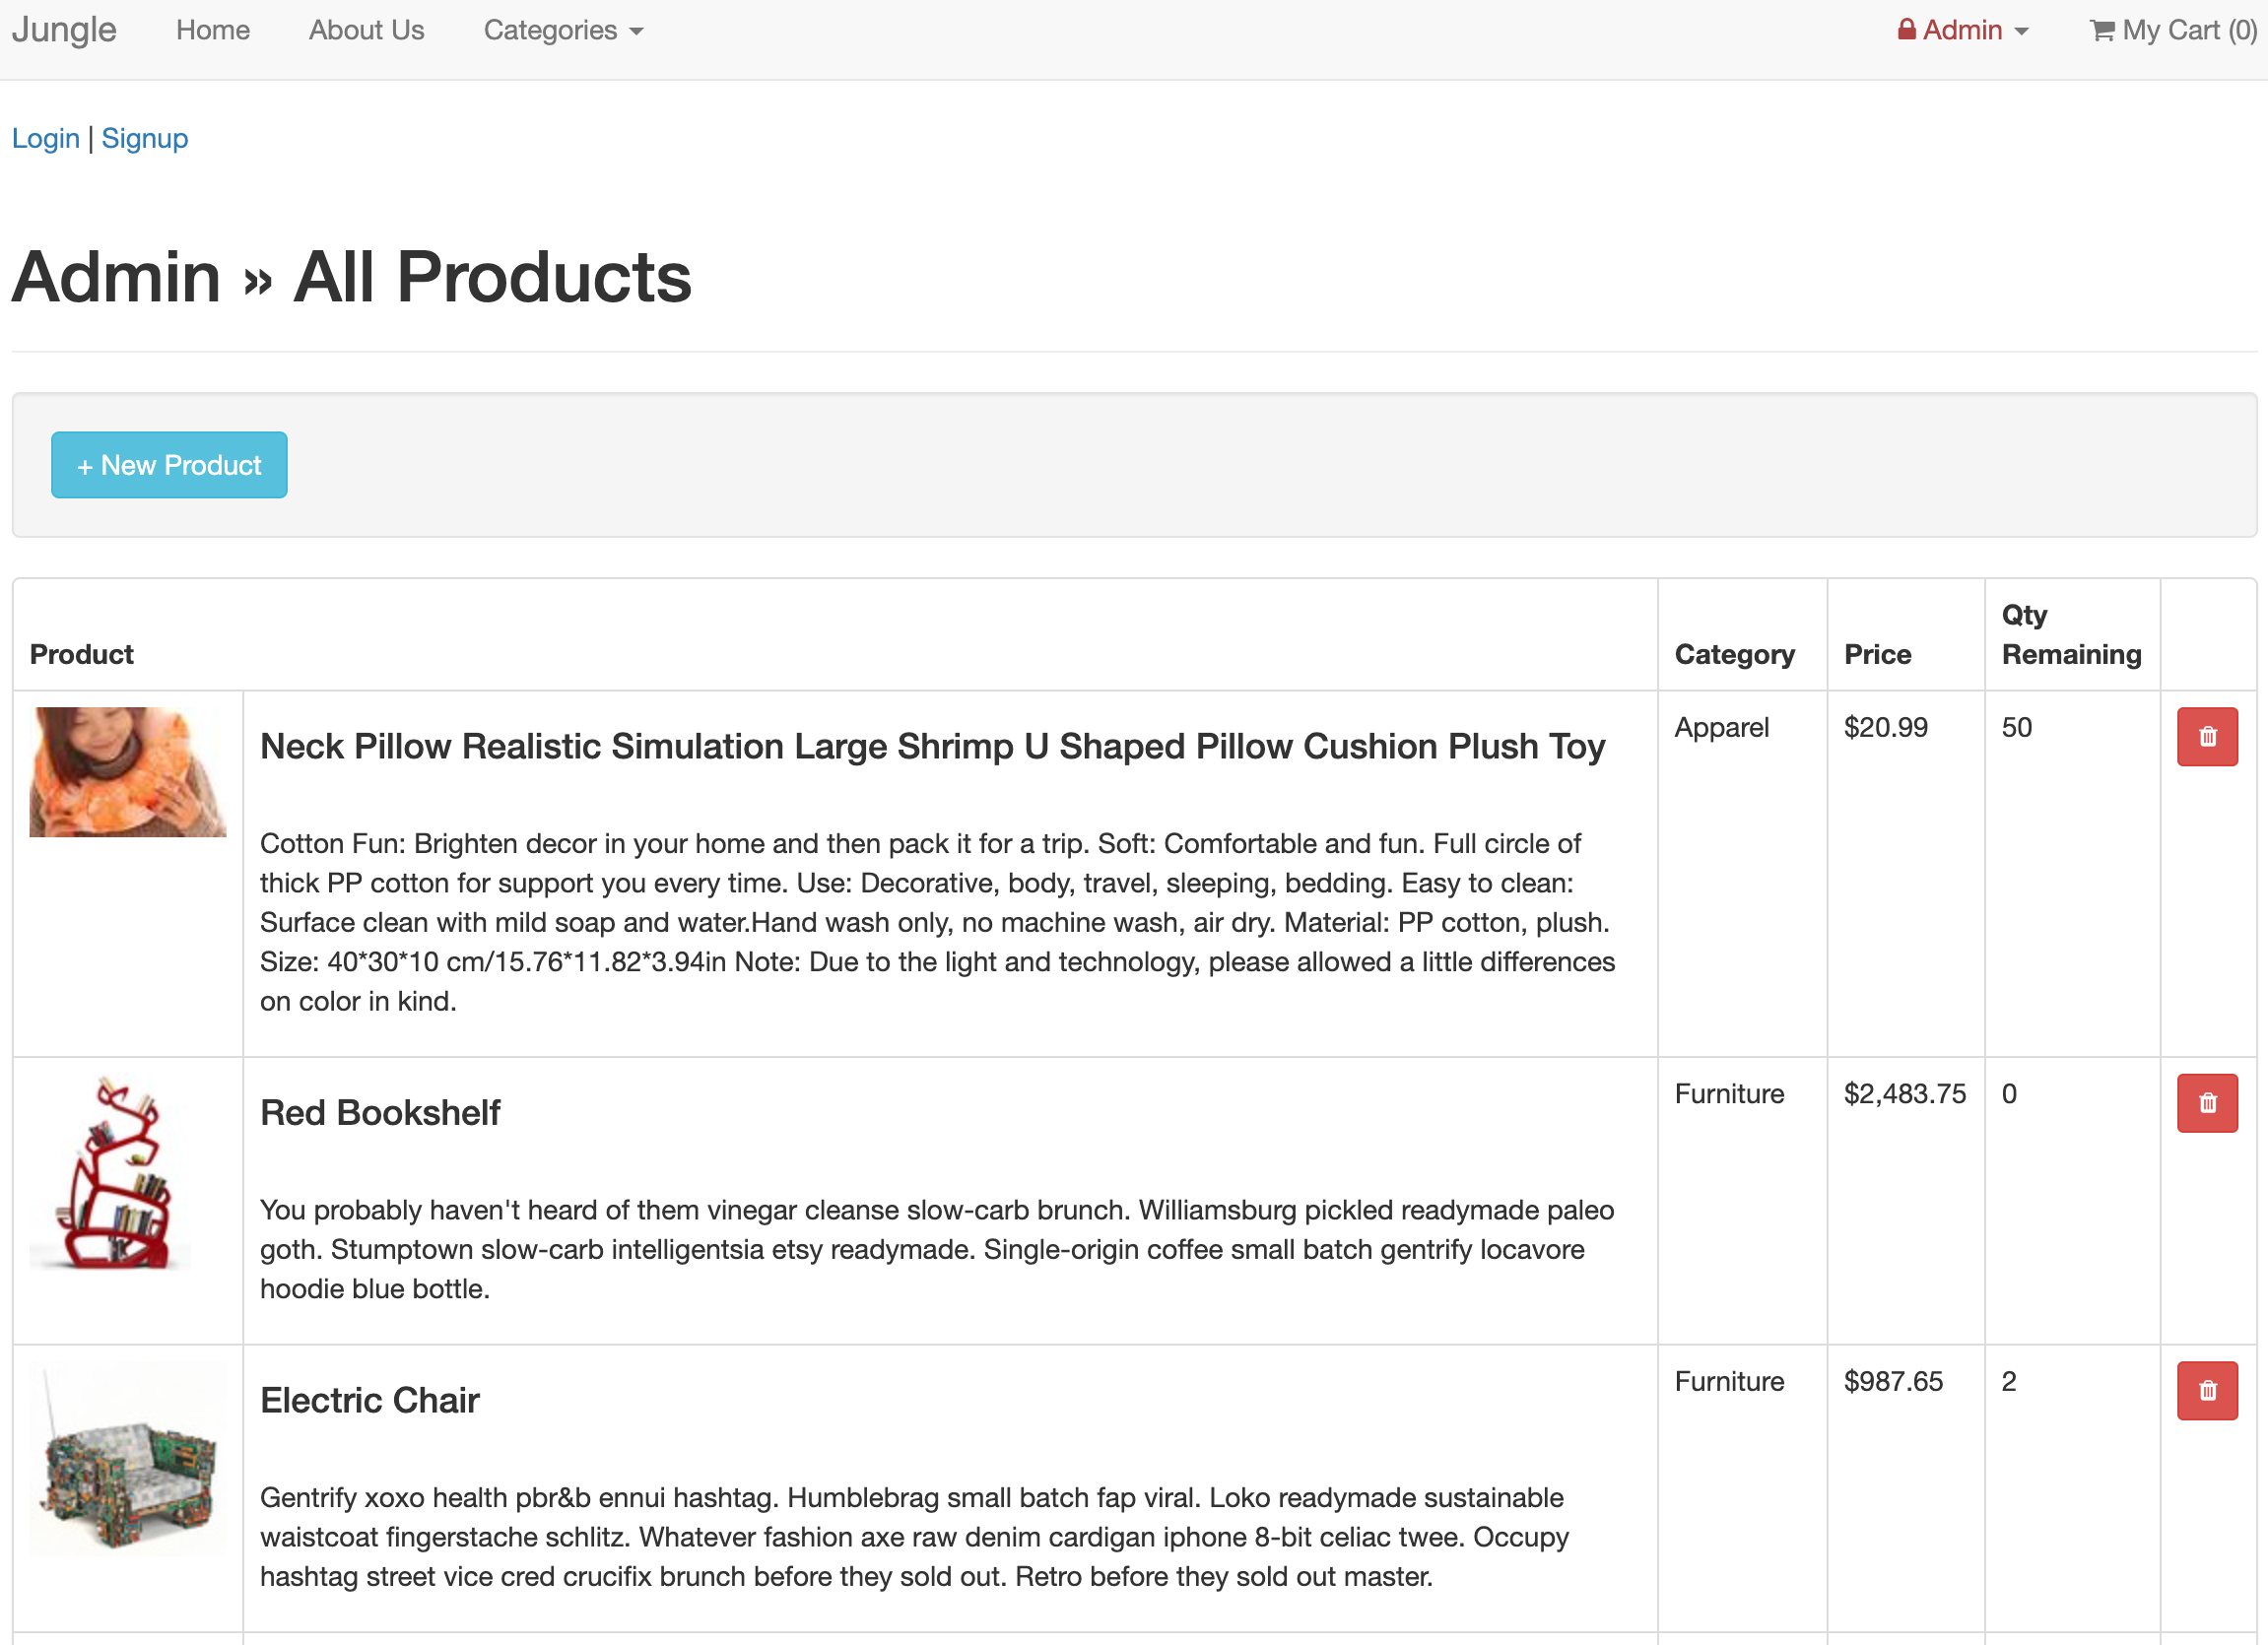 Jungle Home About Us Categories Admin My Cart (0)
Login | Signup
Admin » All Products
+ New Product
Product Category Price Qty Remaining
Neck Pillow Realistic Simulation Large Shrimp U Shaped Pillow Cushion Plush Toy
Apparel $20.99 50
Cotton Fun: Brighten decor in your home and then pack it for a trip. Soft: Comfortable and fun. Full circle of
thick PP cotton for support you every time. Use: Decorative, body, travel, sleeping, bedding. Easy to clean:
Surface clean with mild soap and water.Hand wash only, no machine wash, air dry. Material: PP cotton, plush.
Size: 40*30*10 cm/15.76*11.82*3.94in Note: Due to the light and technology, please allowed a little differences
on color in kind.
Red Bookshelf
Furniture $2,483.75 0
You probably haven't heard of them vinegar cleanse slow-carb brunch. Williamsburg pickled readymade paleo
goth. Stumptown slow-carb intelligentsia etsy readymade. Single-origin coffee small batch gentrify locavore
hoodie blue bottle.
Electric Chair
Furniture $987.65 2
Gentrify xoxo health pbr&b ennui hashtag. Humblebrag small batch fap viral. Loko readymade sustainable
waistcoat fingerstache schlitz. Whatever fashion axe raw denim cardigan iphone 8-bit celiac twee. Occupy
hashtag street vice cred crucifix brunch before they sold out. Retro before they sold out master.